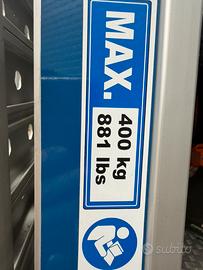 MAX.
400 kg
881 lbs
subito